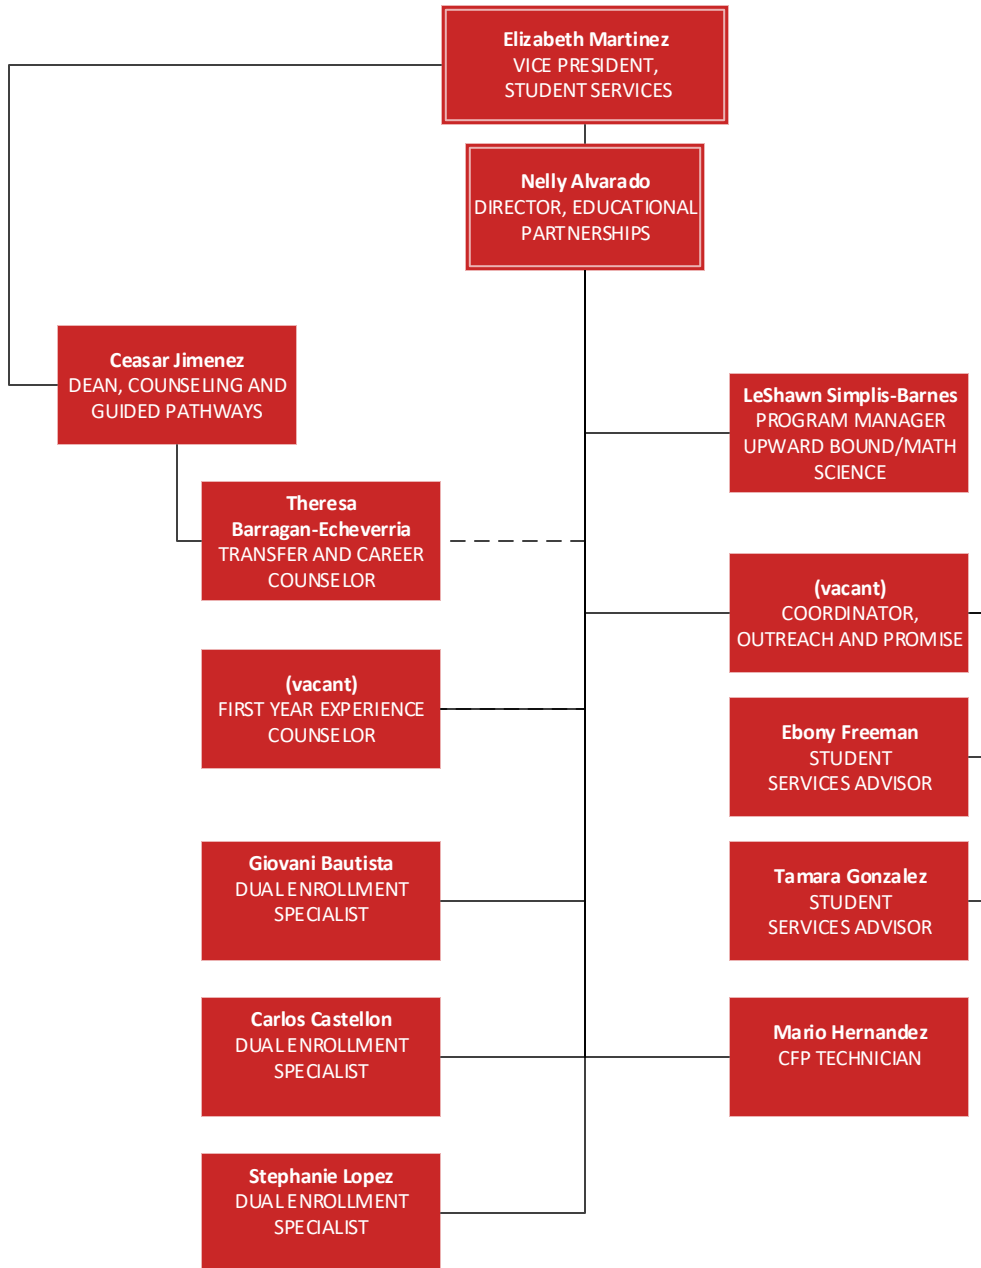 Elizabeth Martinez
VICE PRESIDENT,
STUDENT SERVICES
Nelly Alvarado
DIRECTOR, EDUCATIONAL
PARTNERSHIPS
Ceasar Jimenez
DEAN, COUNSELING AND
GUIDED PATHWAYS
LeShawn Simplis-Barnes
PROGRAM MANAGER
UPWARD BOUND/MATH
SCIENCE
Theresa
Barragan-Echeverria
TRANSFER AND CAREER
COUNSELOR
(vacant)
COORDINATOR,
OUTREACH AND PROMISE
(vacant)
FIRST YEAR EXPERIENCE
COUNSELOR
Ebony Freeman
STUDENT
SERVICES ADVISOR
Giovani Bautista
DUAL ENROLLMENT
SPECIALIST
Tamara Gonzalez
STUDENT
SERVICES ADVISOR
Carlos Castellon
DUAL ENROLLMENT
SPECIALIST
Mario Hernandez
CFP TECHNICIAN
Stephanie Lopez
DUAL ENROLLMENT
SPECIALIST